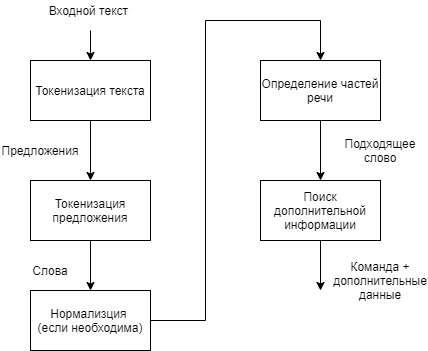 Входной текст
Токенизация текста
Предложения
Токенизация
предложения
Слова
Нормализция
(если необходима)
Определение частей
речи
Подходящее
слово
Поиск
дополнительной
информации
Команда +
дополнительные
данные